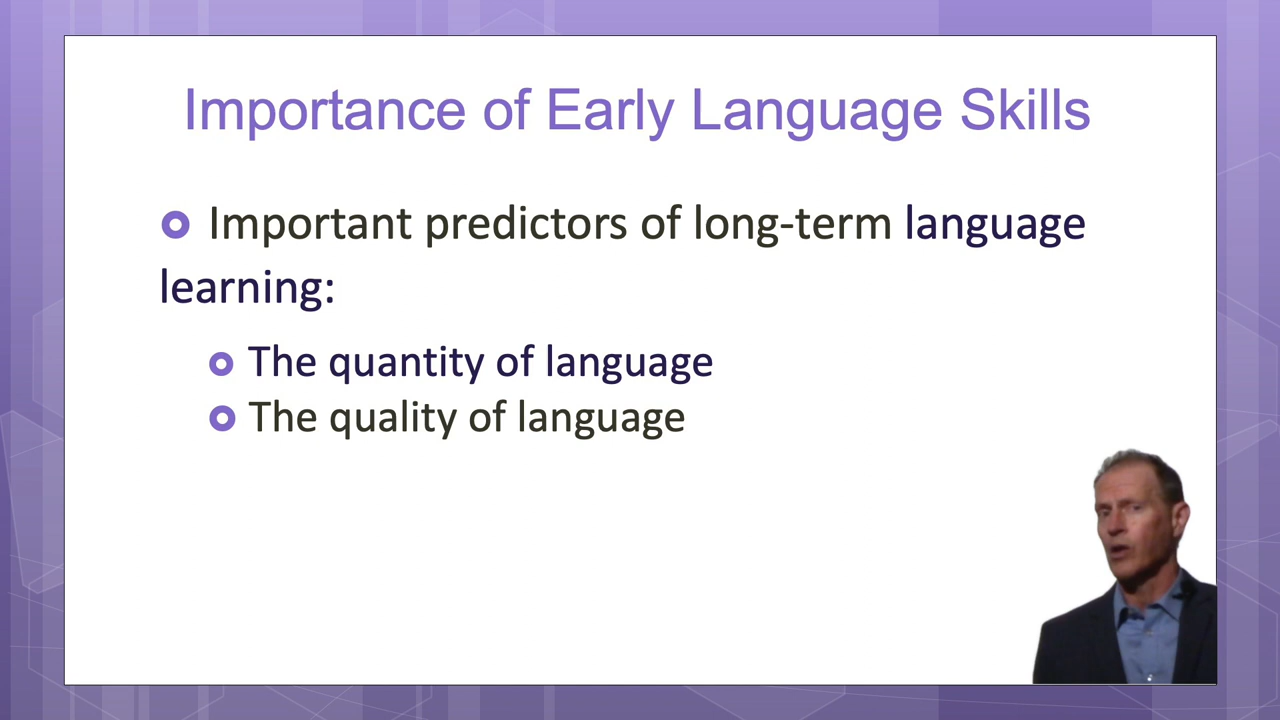 Importance of Early Language Skills
Important predictors of long-term language
learning:
The quantity of language
The quality of language